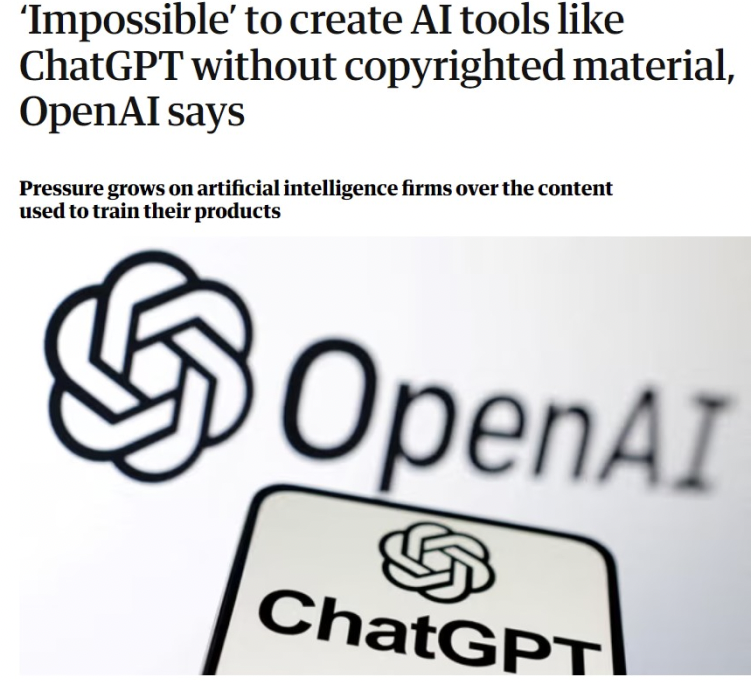 ‘Impossible’ to create AI tools like
ChatGPT without copyrighted material,
OpenAI says
Pressure grows on artificial intelligence firms over the content
used to train their products
OpenAI
ChatGPT